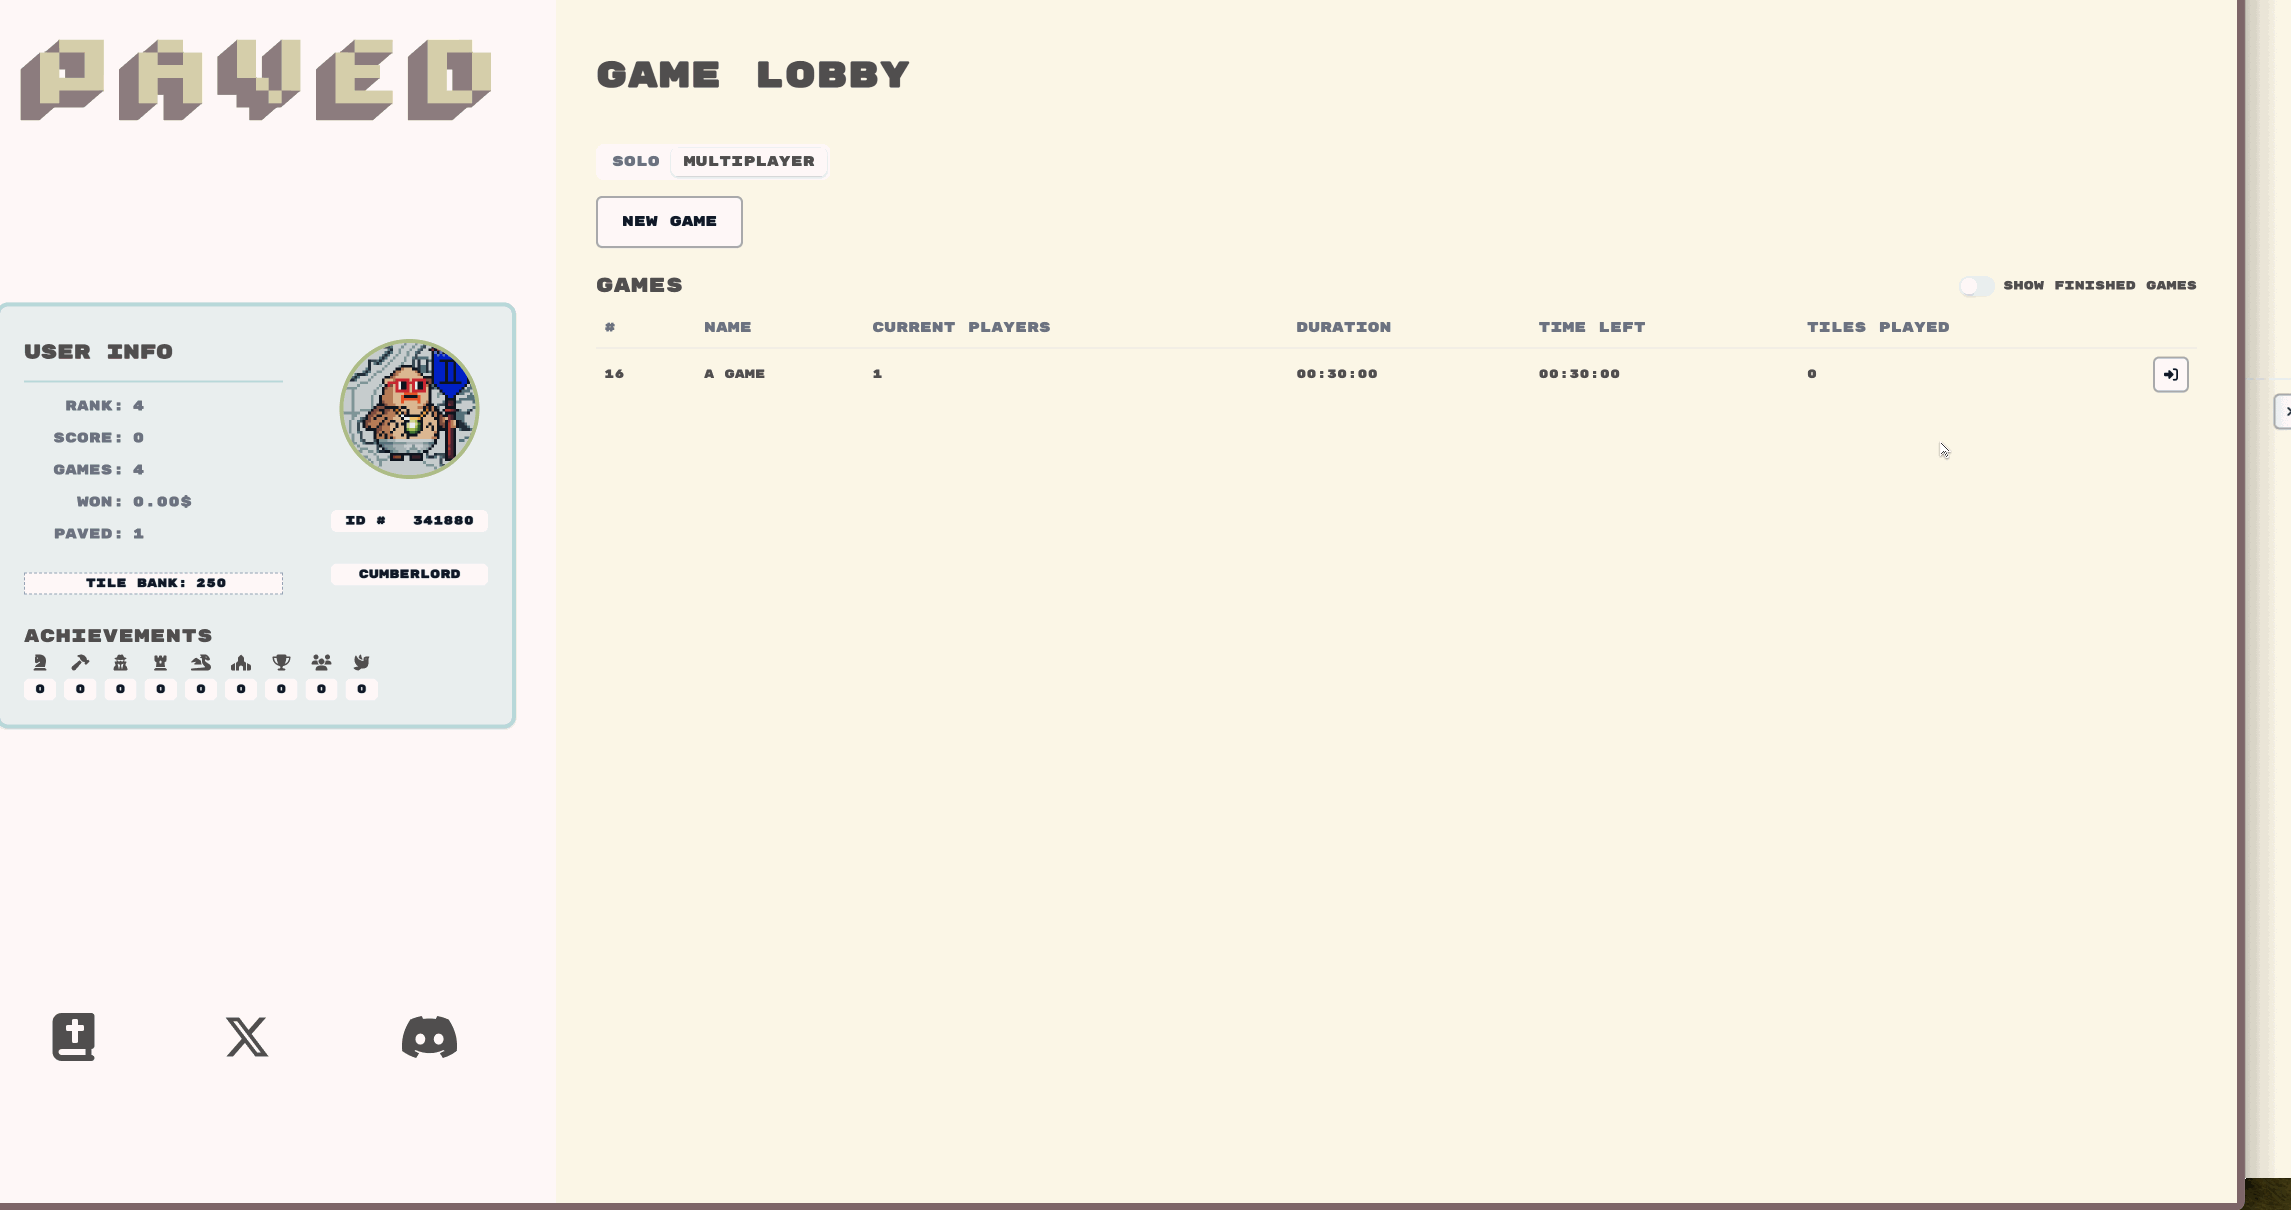 PAVED
USER INFO
RANK: 4
SCORE: 0
GAMES: 4
WON: 0.00$
PAVED: 1
TILE BANK: 250
II
ID # 341880
CUMBERLORD
ACHIEVEMENTS
0 0 0 0 0 0 0 0 0
GAME LOBBY
SOLO MULTIPLAYER
NEW GAME
GAMES
SHOW FINISHED GAMES
# NAME CURRENT PLAYERS DURATION TIME LEFT TILES PLAYED
16 A GAME 1 00:30:00 00:30:00 0